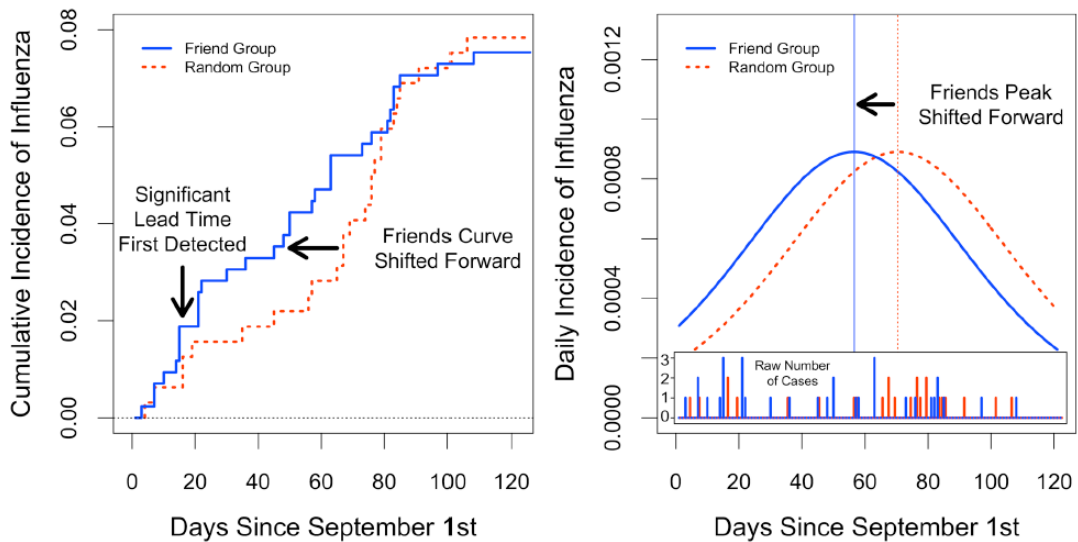 Cumulative Incidence of Influenza
0.08
0.06
0.04
0.02
0.00
Friend Group
Random Group
Significant
Lead Time
First Detected
Friends Curve
Shifted Forward
0 20 40 60 80 100 120
Days Since September 1st
Daily Incidence of Influenza
0.0012
0.0008
0.0004
0.0000
Friend Group
Random Group
Friends Peak
Shifted Forward
3
2
1
0
Raw Number
of Cases
0 20 40 60 80 100 120
Days Since September 1st